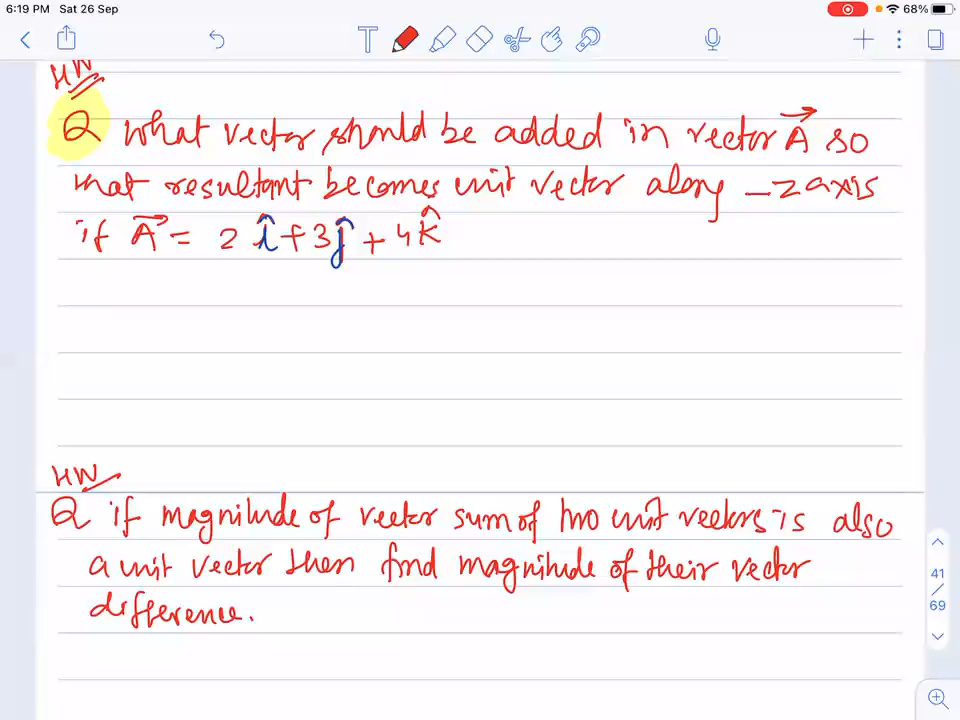 6:19 PM Sat 26 Sep
68%
HW
Q What vector should be added in vector A⃗ so
that resultant becomes unit vector along -z axis
if A⃗ = 2 î + 3 ĵ + 4 k̂
HW
Q if magnitude of vector sum of two unit vectors is also
a unit vector then find magnitude of their vector
difference.
41
/
69